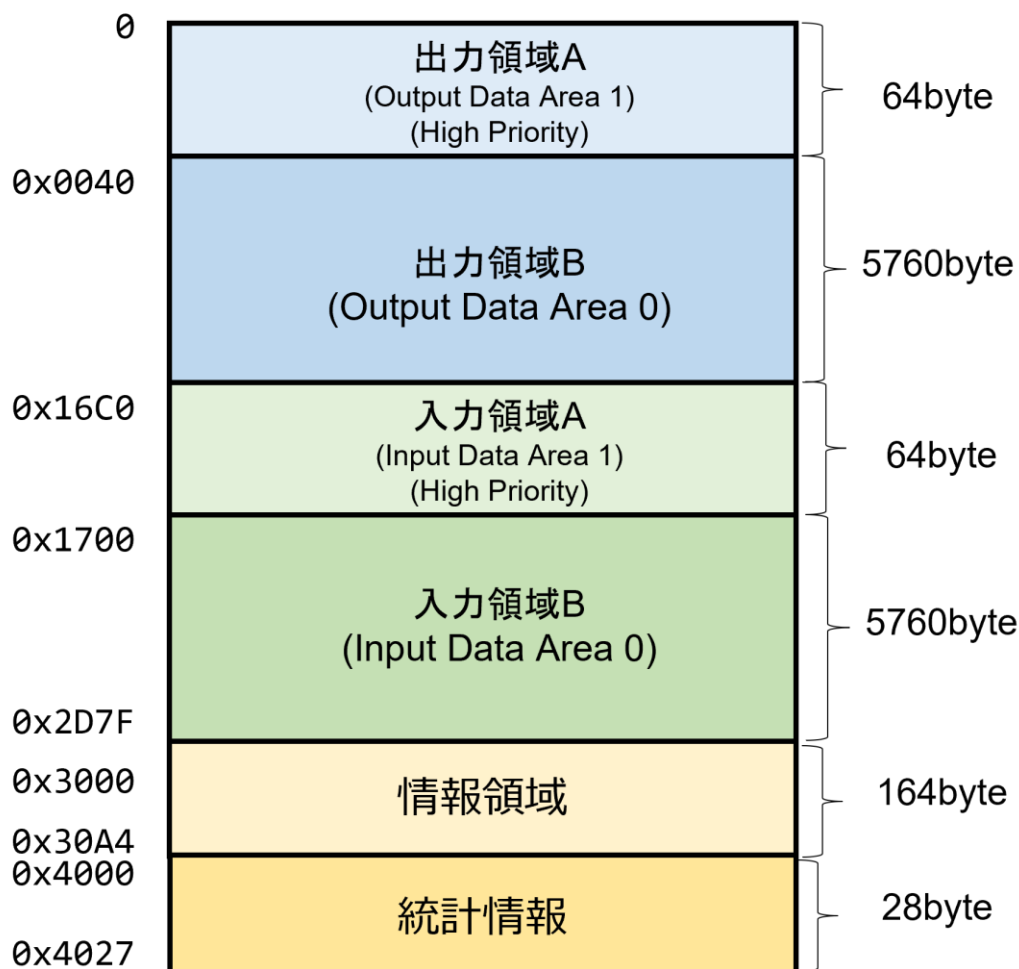 0
出力領域A
(Output Data Area 1)
(High Priority)
64byte
0x0040
出力領域B
(Output Data Area 0)
5760byte
0x16C0
入力領域A
(Input Data Area 1)
(High Priority)
64byte
0x1700
入力領域B
(Input Data Area 0)
5760byte
0x2D7F
0x3000
情報領域
164byte
0x30A4
0x4000
統計情報
28byte
0x4027